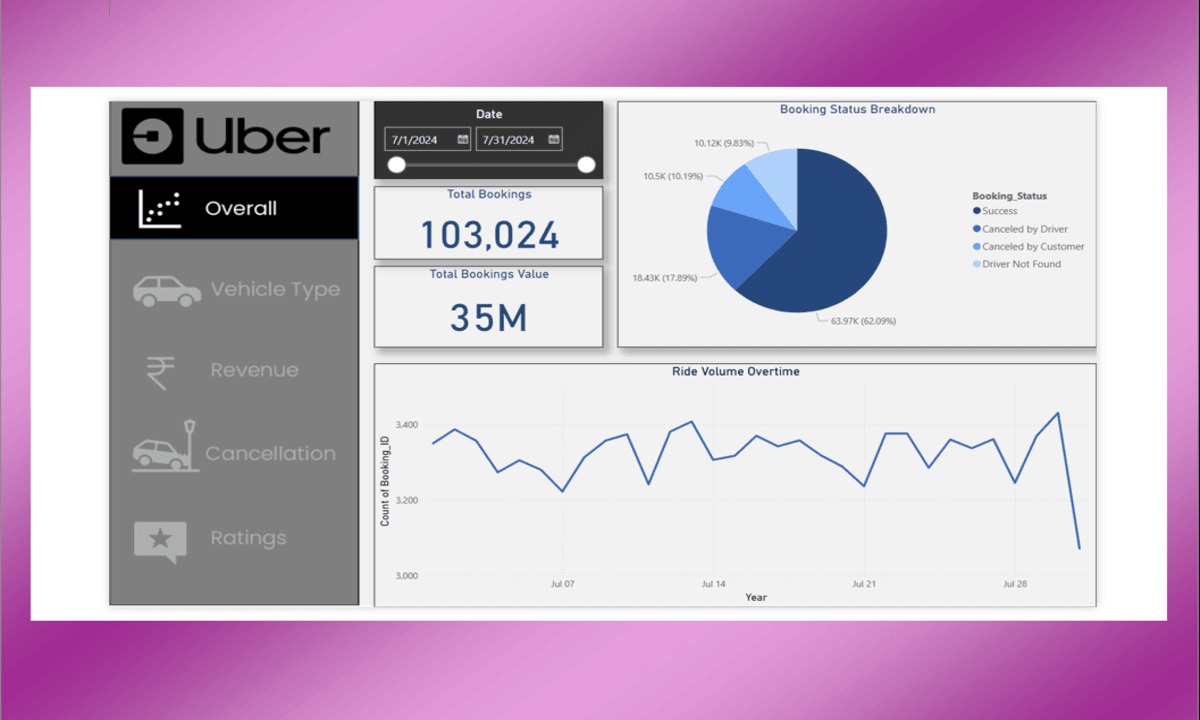 Uber
Overall
Vehicle Type
Revenue
Cancellation
Ratings
Date
7/1/2024 7/31/2024
Total Bookings
103,024
Total Bookings Value
35M
Booking Status Breakdown
10.12K (9.83%)
10.5K (10.19%)
18.43K (17.89%)
63.97K (62.09%)
Booking_Status
Success
Canceled by Driver
Canceled by Customer
Driver Not Found
Ride Volume Overtime
Count of Booking_ID
3,400
3,200
3,000
Jul 07 Jul 14 Jul 21 Jul 28
Year